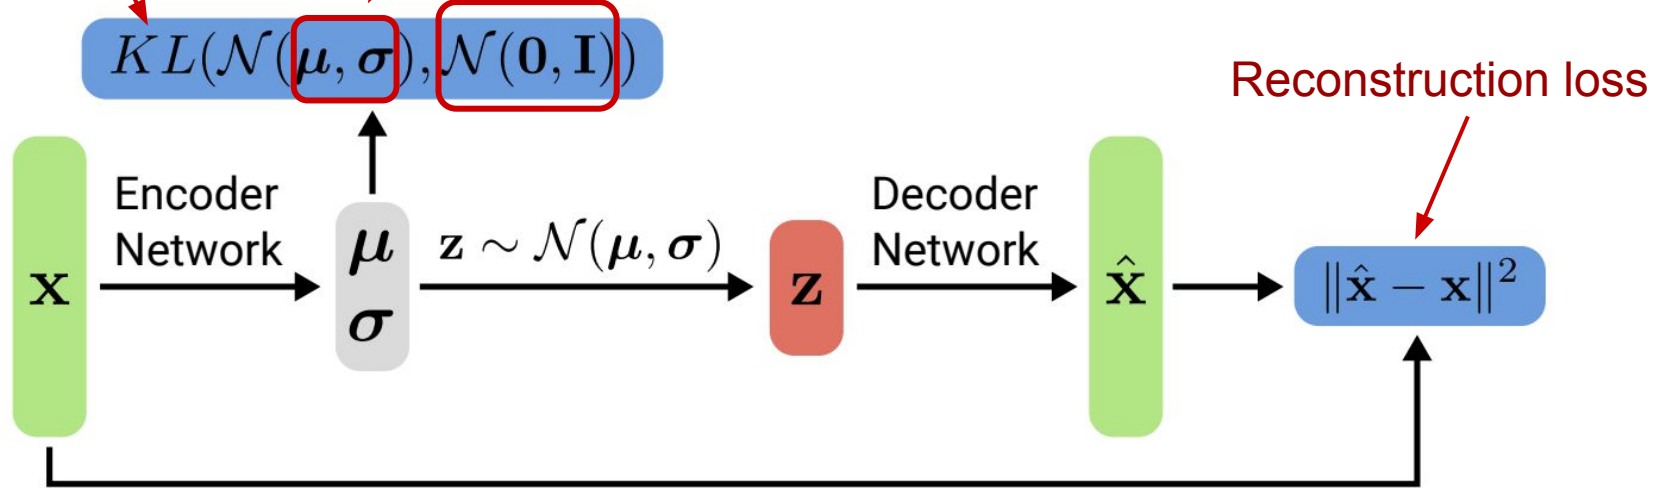 KL(𝒩(μ, σ), 𝒩(0, I))
Reconstruction loss
Encoder
Network
x
μ
σ
z ∼ 𝒩(μ, σ)
z
Decoder
Network
x̂
‖x̂ − x‖²